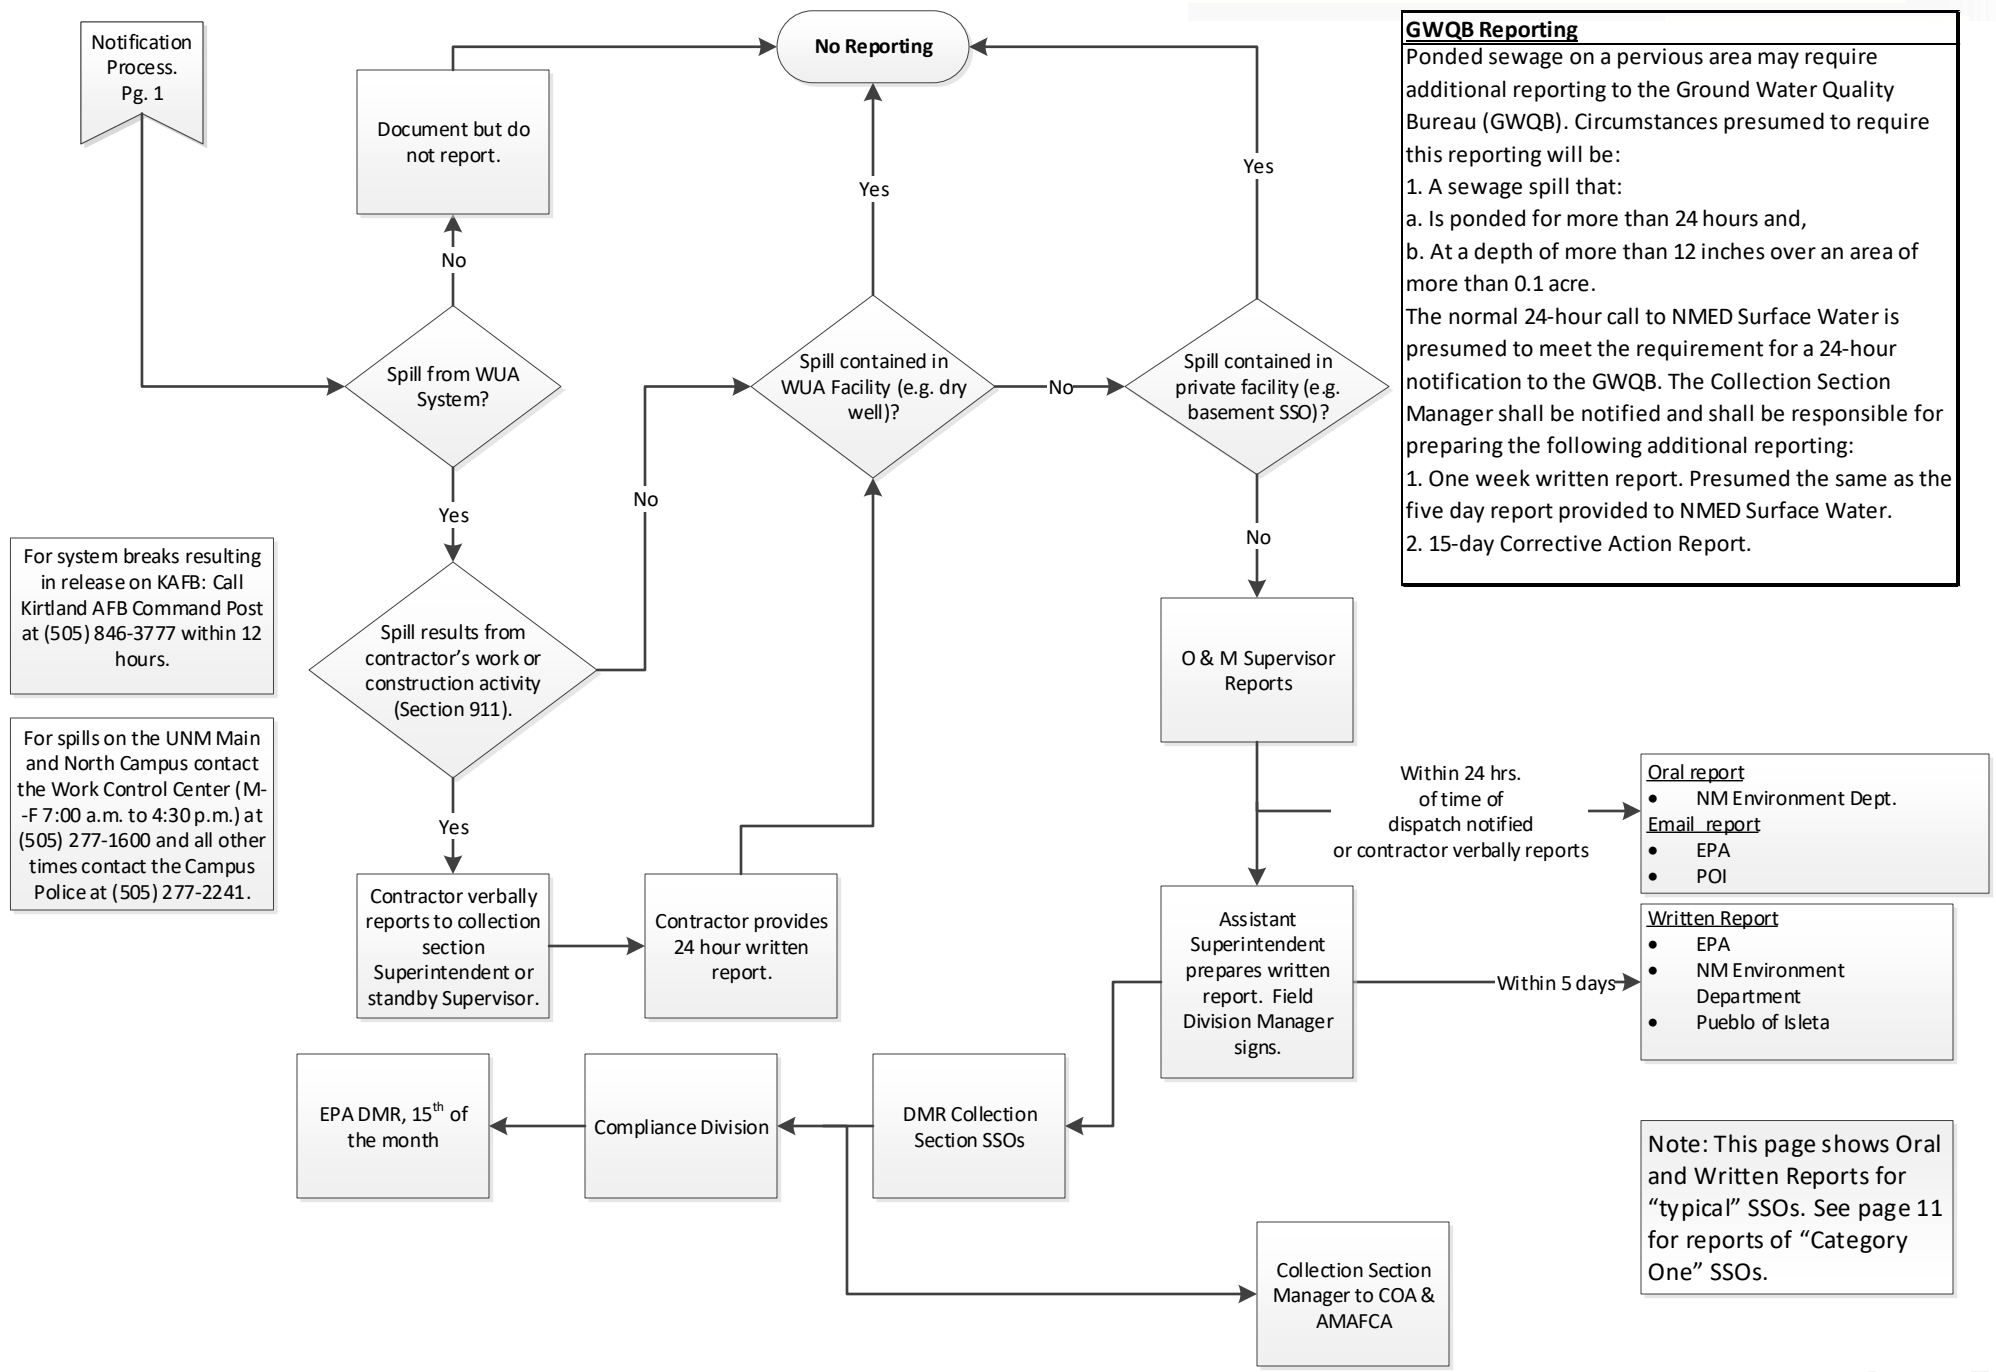 Notification
Process.
Pg. 1
No Reporting
Document but do
not report.
Yes
Yes
No
Spill from WUA
System?
Spill contained in
WUA Facility (e.g. dry
well)?
No
Spill contained in
private facility (e.g.
basement SSO)?
Yes
No
No
For system breaks resulting
in release on KAFB: Call
Kirtland AFB Command Post
at (505) 846-3777 within 12
hours.
Spill results from
contractor’s work or
construction activity
(Section 911).
O & M Supervisor
Reports
For spills on the UNM Main
and North Campus contact
the Work Control Center (M-
-F 7:00 a.m. to 4:30 p.m.) at
(505) 277-1600 and all other
times contact the Campus
Police at (505) 277-2241.
Yes
Within 24 hrs.
of time of
dispatch notified
or contractor verbally reports
Oral report
• NM Environment Dept.
Email report
• EPA
• POI
Contractor verbally
reports to collection
section
Superintendent or
standby Supervisor.
Contractor provides
24 hour written
report.
Assistant
Superintendent
prepares written
report. Field
Division Manager
signs.
Within 5 days
Written Report
• EPA
• NM Environment
Department
• Pueblo of Isleta
EPA DMR, 15th of
the month
Compliance Division
DMR Collection
Section SSOs
Collection Section
Manager to COA &
AMAFCA
GWQB Reporting
Ponded sewage on a pervious area may require
additional reporting to the Ground Water Quality
Bureau (GWQB). Circumstances presumed to require
this reporting will be:
1. A sewage spill that:
a. Is ponded for more than 24 hours and,
b. At a depth of more than 12 inches over an area of
more than 0.1 acre.
The normal 24-hour call to NMED Surface Water is
presumed to meet the requirement for a 24-hour
notification to the GWQB. The Collection Section
Manager shall be notified and shall be responsible for
preparing the following additional reporting:
1. One week written report. Presumed the same as the
five day report provided to NMED Surface Water.
2. 15-day Corrective Action Report.
Note: This page shows Oral
and Written Reports for
“typical” SSOs. See page 11
for reports of “Category
One” SSOs.